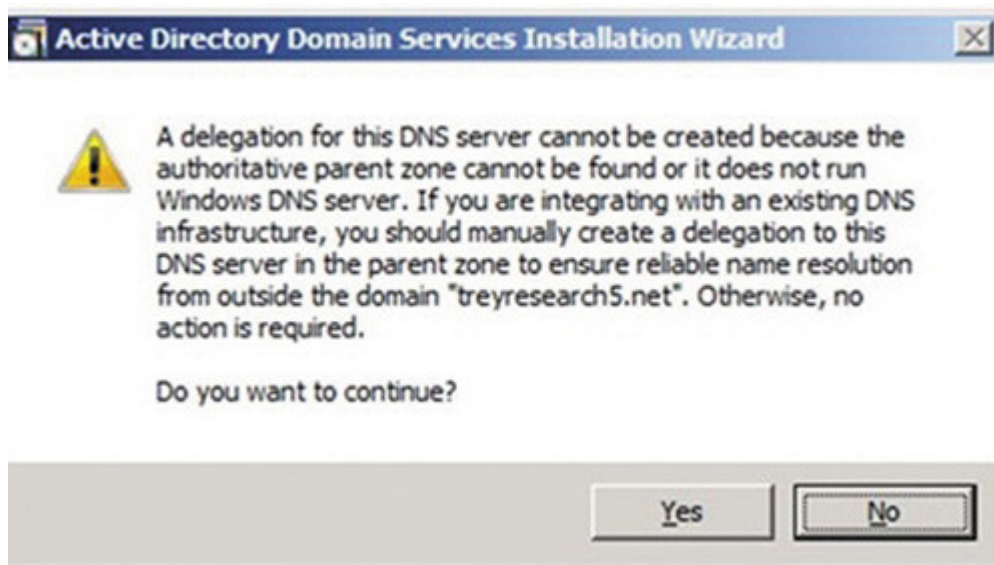 Active Directory Domain Services Installation Wizard
A delegation for this DNS server cannot be created because the
authoritative parent zone cannot be found or it does not run
Windows DNS server. If you are integrating with an existing DNS
infrastructure, you should manually create a delegation to this
DNS server in the parent zone to ensure reliable name resolution
from outside the domain "treyresearch5.net". Otherwise, no
action is required.
Do you want to continue?
Yes
No